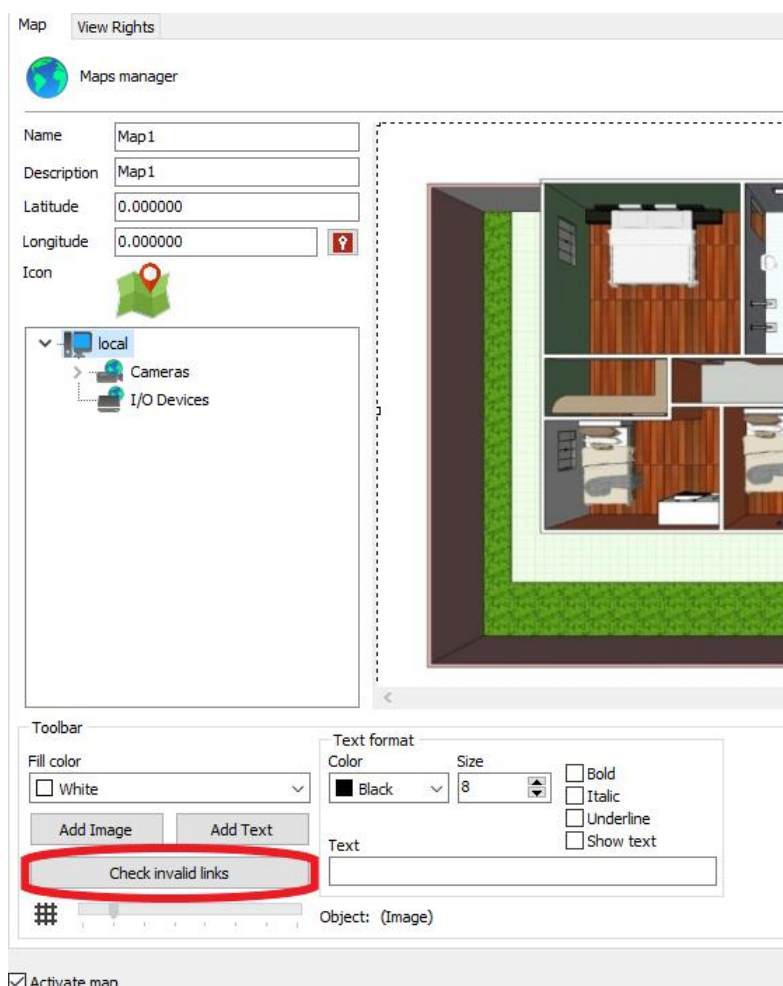 Map View Rights
Maps manager
Name Map1
Description Map1
Latitude 0.000000
Longitude 0.000000
Icon
local
Cameras
I/O Devices
Toolbar
Text format
Fill color Color Size
White Black 8 Bold
Italic
Add Image Add Text Underline
Text Show text
Check invalid links
Object: (Image)
Activate map